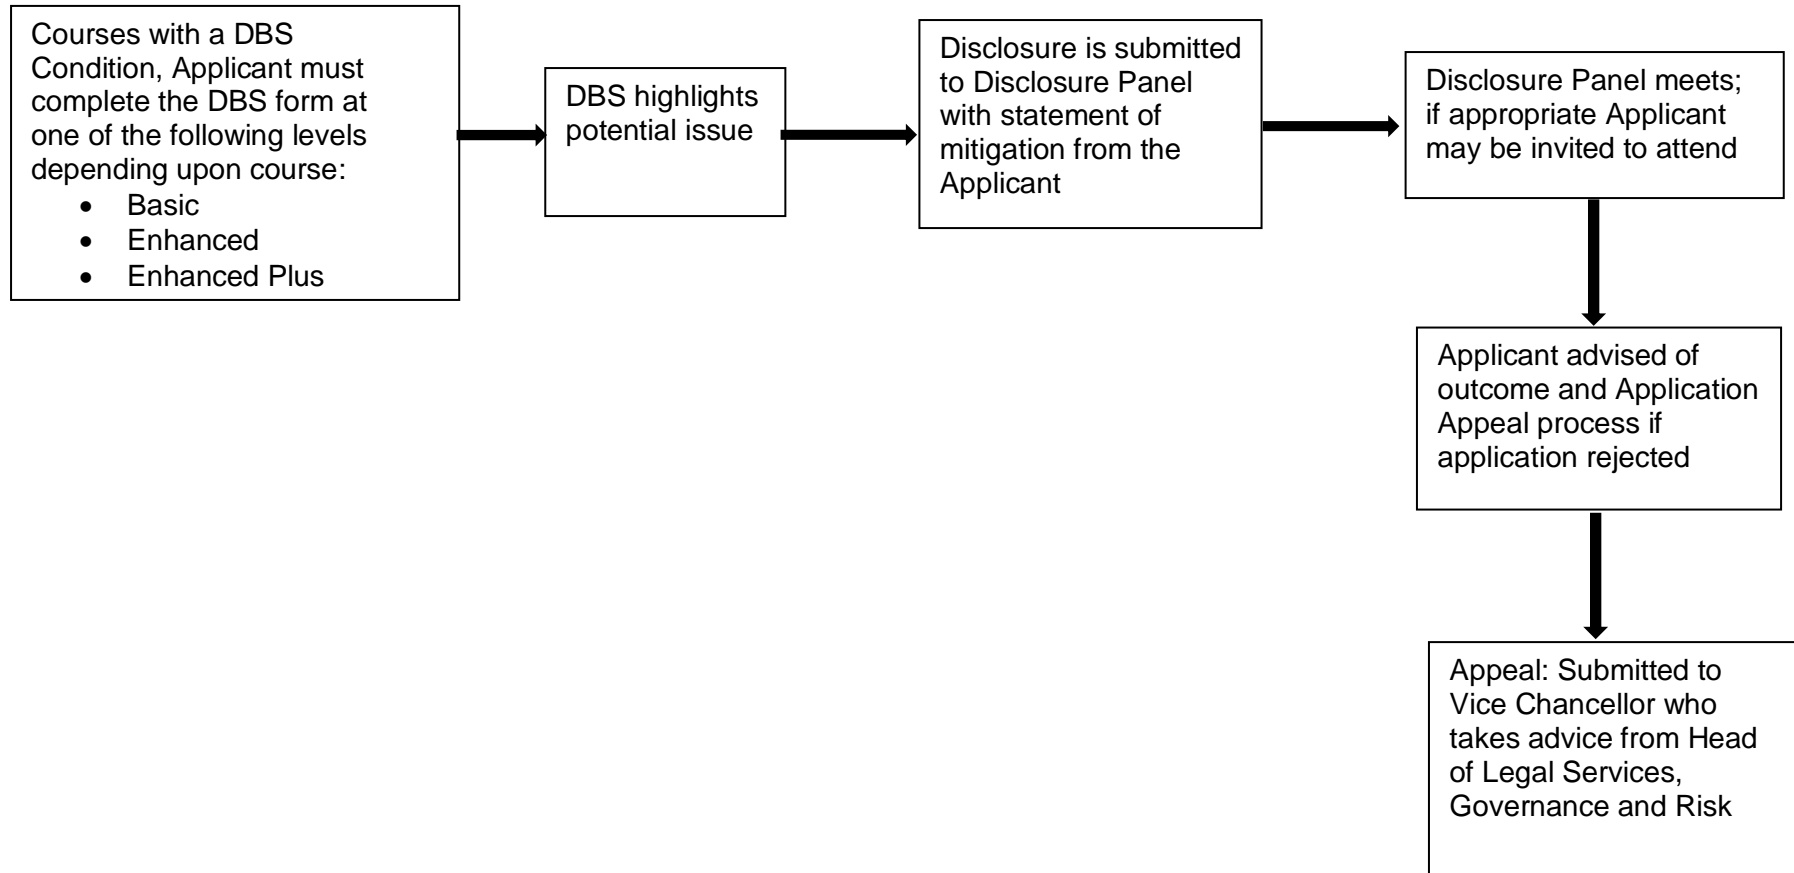 Courses with a DBS
Condition, Applicant must
complete the DBS form at
one of the following levels
depending upon course:
• Basic
• Enhanced
• Enhanced Plus
DBS highlights
potential issue
Disclosure is submitted
to Disclosure Panel
with statement of
mitigation from the
Applicant
Disclosure Panel meets;
if appropriate Applicant
may be invited to attend
Applicant advised of
outcome and Application
Appeal process if
application rejected
Appeal: Submitted to
Vice Chancellor who
takes advice from Head
of Legal Services,
Governance and Risk